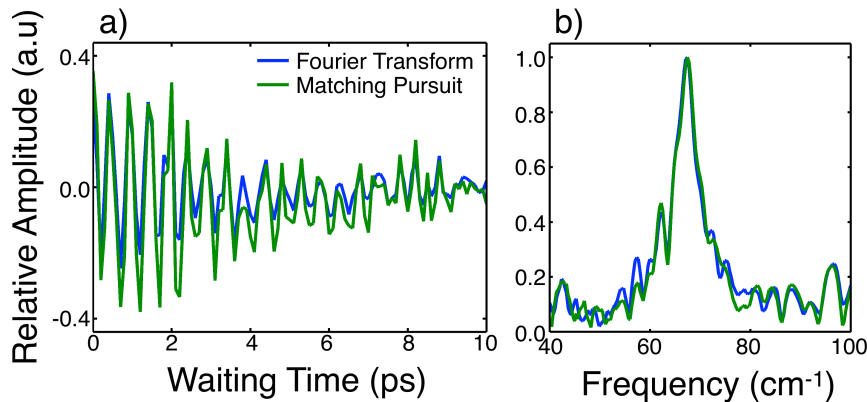 a)
b)
Relative Amplitude (a.u)
0.4
0.0
-0.4
Fourier Transform
Matching Pursuit
0
2
4
6
8
10
Waiting Time (ps)
1.0
0.8
0.6
0.4
0.2
0.0
40
60
80
100
Frequency (cm-1)